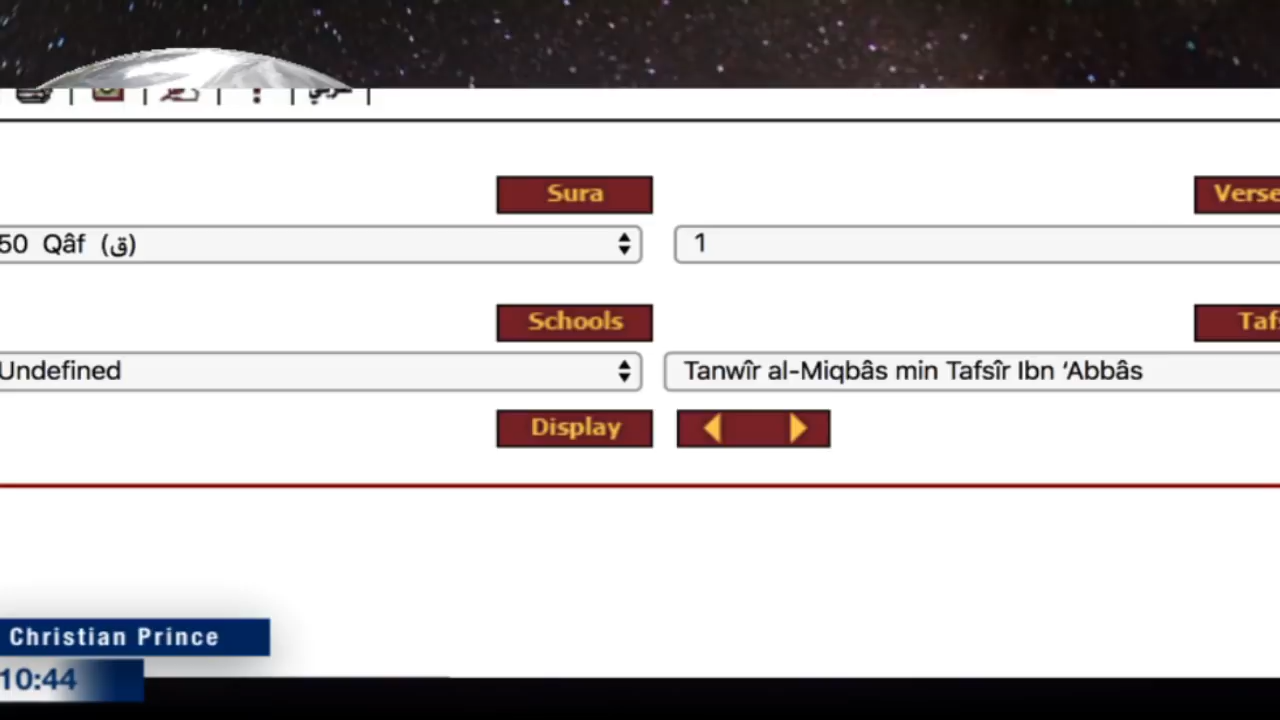 Sura
Verse
50 Qâf (ق)
1
Schools
Taf
Undefined
Tanwîr al-Miqbâs min Tafsîr Ibn ‘Abbâs
Display
Christian Prince
10:44